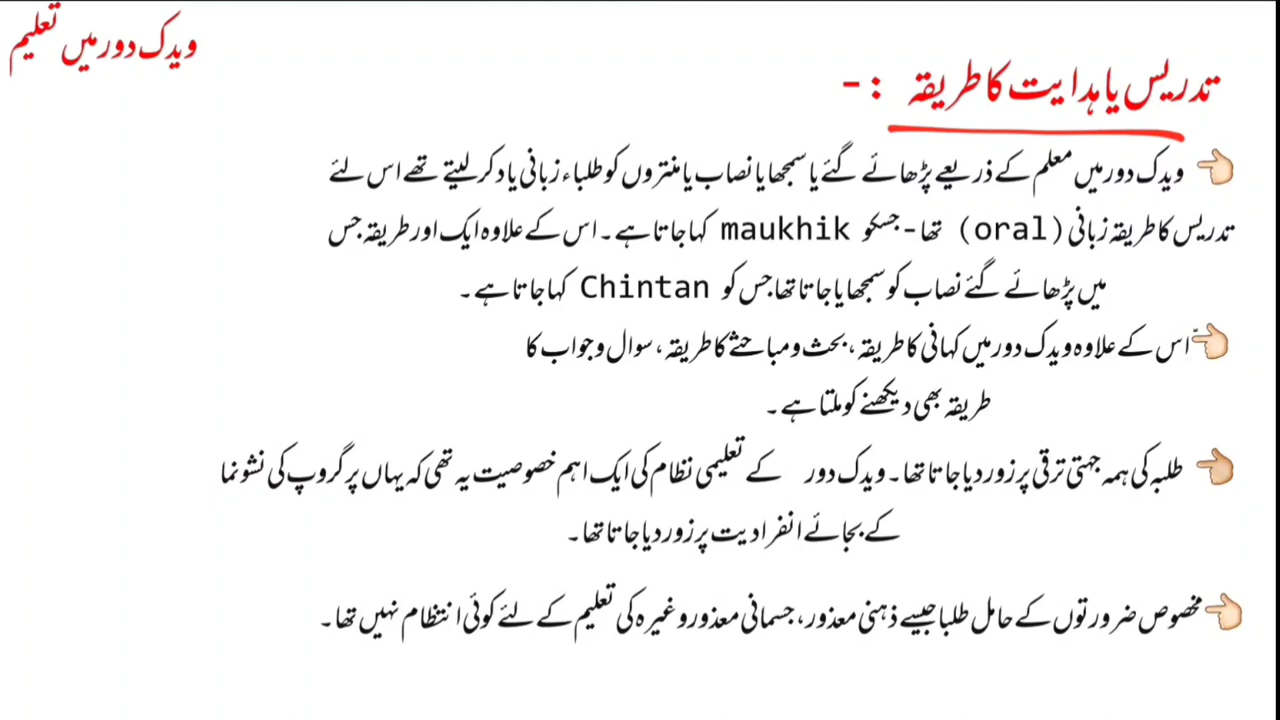 ویدک دور میں تعلیم
تدریس یا ہدایت کا طریقہ :-
ویدک دور میں معلم کے ذریعے پڑھائے گئے یا سمجھا یا نصاب یا منتروں کو طلباء زبانی یاد کر لیتے تھے اس لئے
تدریس کا طریقہ زبانی (oral) تھا-جسکو maukhik کہا جاتا ہے۔اس کے علاوہ ایک اور طریقہ جس
میں پڑھائے گئے نصاب کو سمجھایا جاتا تھا جس کو Chintan کہا جاتا ہے۔
اس کے علاوہ ویدک دور میں کہانی کا طریقہ، بحث و مباحثے کا طریقہ، سوال و جواب کا
طریقہ بھی دیکھنے کو ملتا ہے۔
طلبہ کی ہمہ جہتی ترقی پر زور دیا جاتا تھا۔ ویدک دور کے تعلیمی نظام کی ایک اہم خصوصیت یہ تھی کہ یہاں پر گروپ کی نشو نما
کے بجائے انفرادیت پر زور دیا جاتا تھا۔
مخصوص ضرورتوں کے حامل طلبا جیسے ذہنی معذور، جسمانی معذور وغیرہ کی تعلیم کے لئے کوئی انتظام نہیں تھا۔